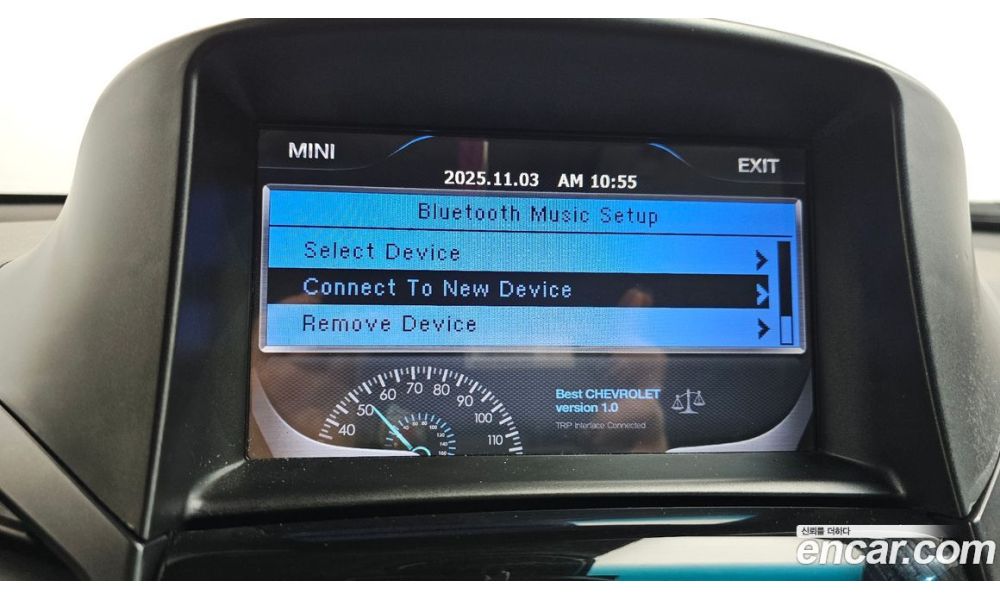 MINI
EXIT
2025.11.03 AM 10:55
Bluetooth Music Setup
Select Device
Connect To New Device
Remove Device
40 50 60 70 80 90 100 110
Best CHEVROLET
version 1.0
TRP Interface Connected
신뢰를 더하다
encar.com